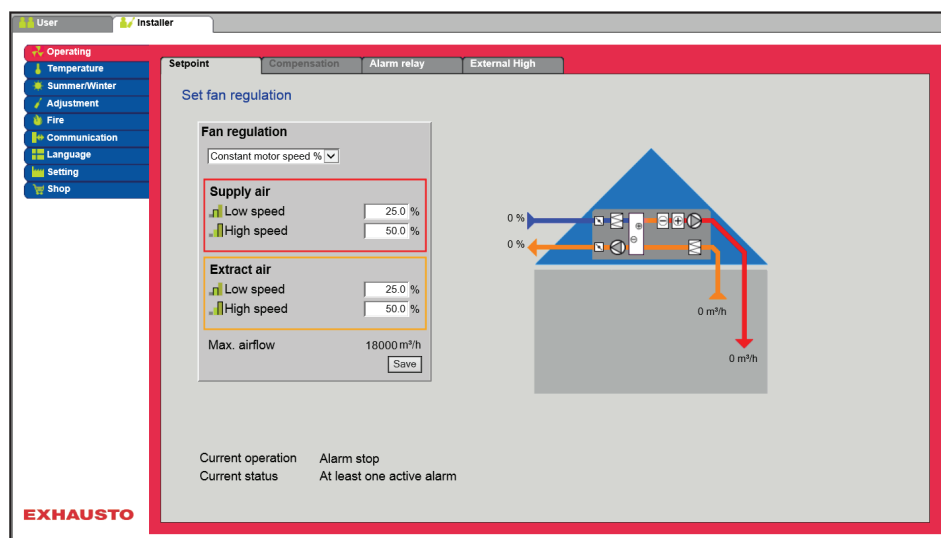 User Installer
Operating
Temperature
Summer/Winter
Adjustment
Fire
Communication
Language
Setting
Shop
EXHAUSTO
Setpoint Compensation Alarm relay External High
Set fan regulation
Fan regulation
Constant motor speed %
Supply air
Low speed 25.0 %
High speed 50.0 %
Extract air
Low speed 25.0 %
High speed 50.0 %
Max. airflow 18000 m³/h
Save
0 %
0 %
0 m³/h
0 m³/h
Current operation Alarm stop
Current status At least one active alarm